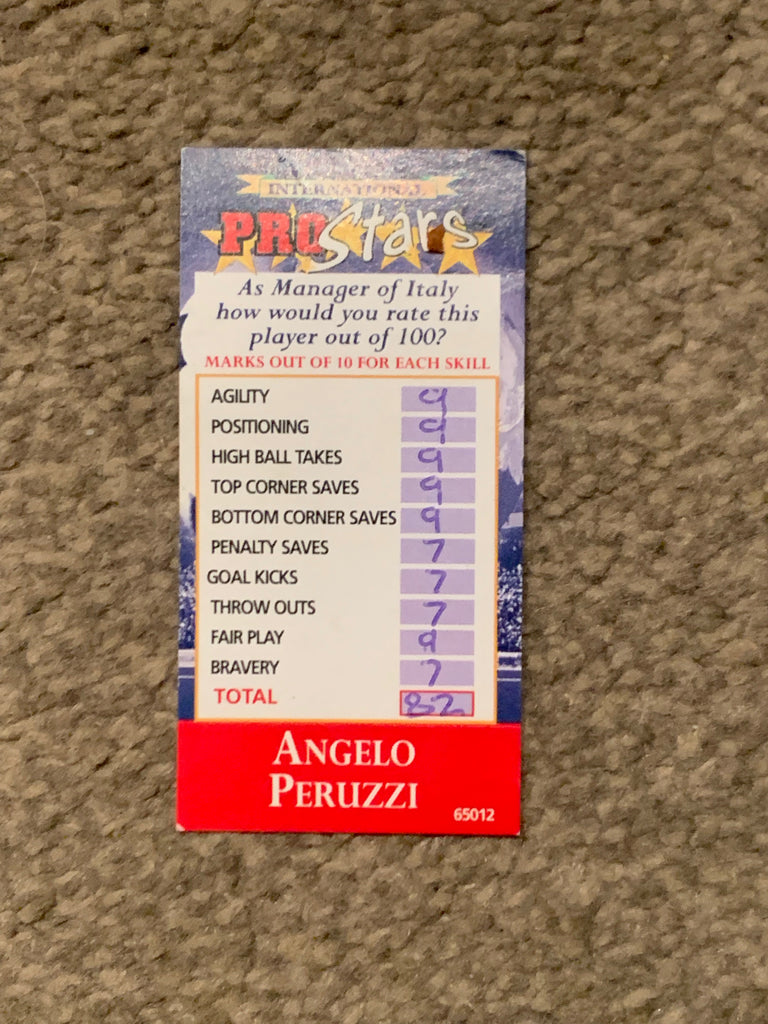 INTERNATIONAL
PRO Stars
As Manager of Italy
how would you rate this
player out of 100?
MARKS OUT OF 10 FOR EACH SKILL
AGILITY 9
POSITIONING 9
HIGH BALL TAKES 9
TOP CORNER SAVES 9
BOTTOM CORNER SAVES 9
PENALTY SAVES 7
GOAL KICKS 7
THROW OUTS 7
FAIR PLAY 9
BRAVERY 7
TOTAL 82
ANGELO
PERUZZI
65012